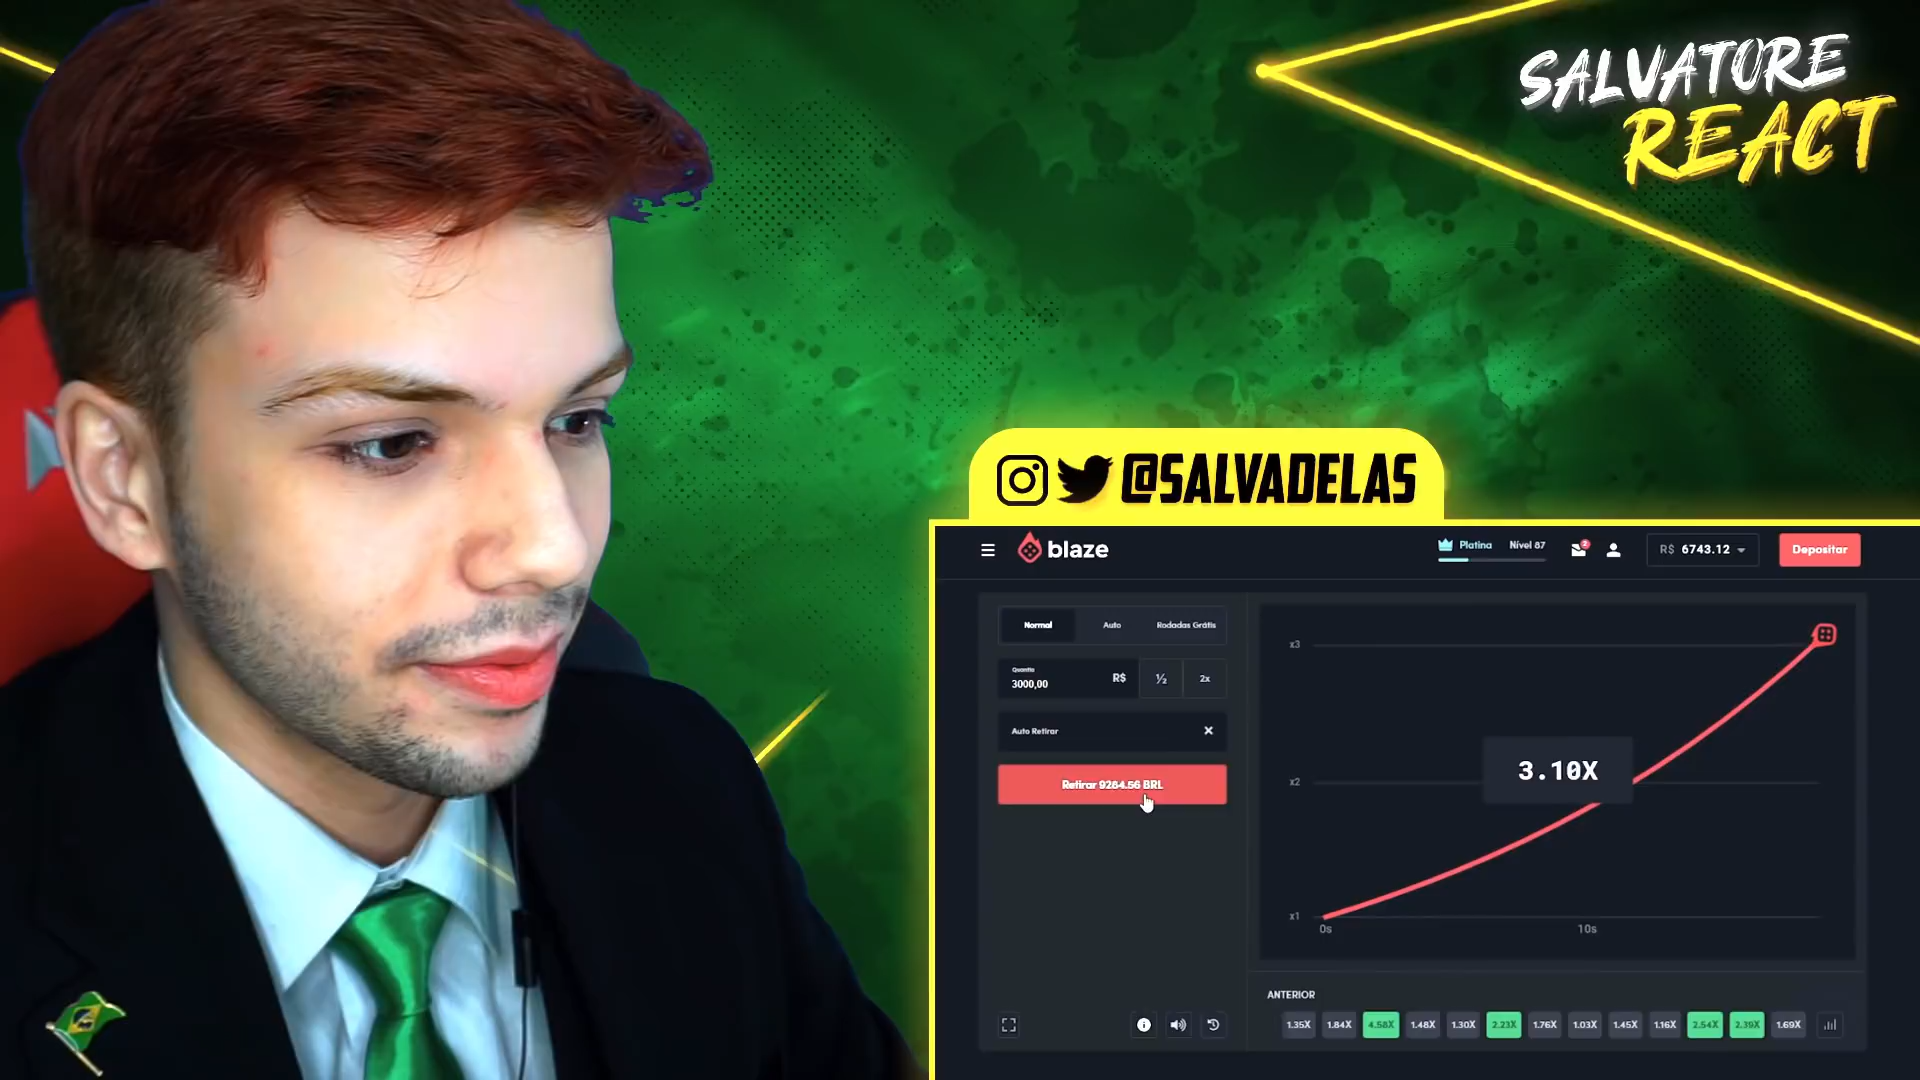 SALVATORE
REACT
@SALVADELAS
blaze
Platina
Nível 87
2
R$ 6743.12
Depositar
Normal
Auto
Rodadas Grátis
Quantia
3000,00
R$
½
2x
Auto Retirar
Retirar 9284.56 BRL
x3
x2
x1
3.10X
0s
10s
ANTERIOR
1.35X 1.84X 4.58X 1.48X 1.30X 2.23X 1.76X 1.03X 1.45X 1.16X 2.54X 2.39X 1.69X